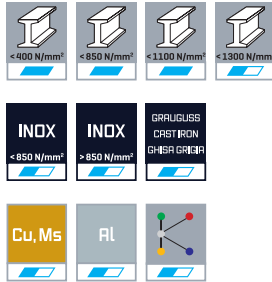 <400 N/mm² <850 N/mm² <1100 N/mm² <1300 N/mm²
INOX INOX GRAUGUSS
<850 N/mm² >850 N/mm² CAST IRON
GHISA GRIGIA
Cu, Ms Al